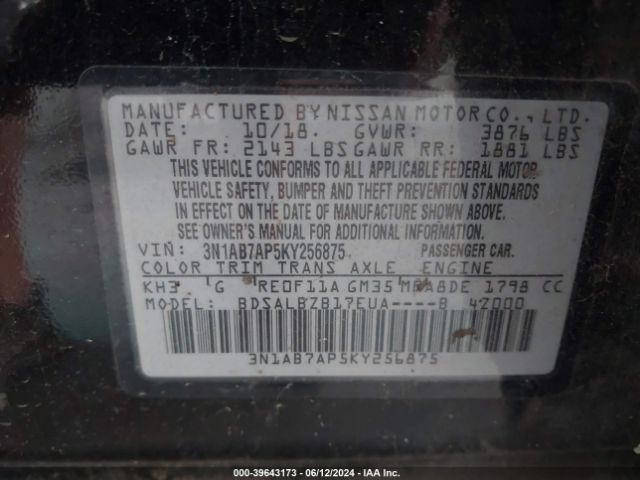 MANUFACTURED BY NISSAN MOTOR CO., LTD.
DATE: 10/18. GVWR: 3876 LBS
GAWR FR: 2143 LBS GAWR RR: 1881 LBS
THIS VEHICLE CONFORMS TO ALL APPLICABLE FEDERAL MOTOR
VEHICLE SAFETY, BUMPER AND THEFT PREVENTION STANDARDS
IN EFFECT ON THE DATE OF MANUFACTURE SHOWN ABOVE.
SEE OWNER'S MANUAL FOR ADDITIONAL INFORMATION.
VIN: 3N1AB7AP5KY256875 PASSENGER CAR.
COLOR TRIM TRANS AXLE ENGINE
KH3 G RE0F11A GM35 MRA8DE 1798 CC
MODEL: BDSALBZB17EUA----B 42000
3N1AB7AP5KY256875
000-39643173 - 06/12/2024 - IAA Inc.